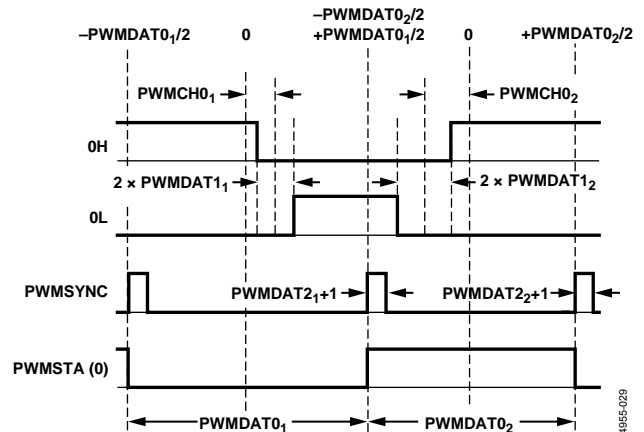 –PWMDAT0₁/2
0
–PWMDAT0₂/2
+PWMDAT0₁/2
0
+PWMDAT0₂/2
PWMCH0₁
PWMCH0₂
0H
2 × PWMDAT1₁
2 × PWMDAT1₂
0L
PWMSYNC
PWMDAT2₁+1
PWMDAT2₂+1
PWMSTA (0)
PWMDAT0₁
PWMDAT0₂
4955-029